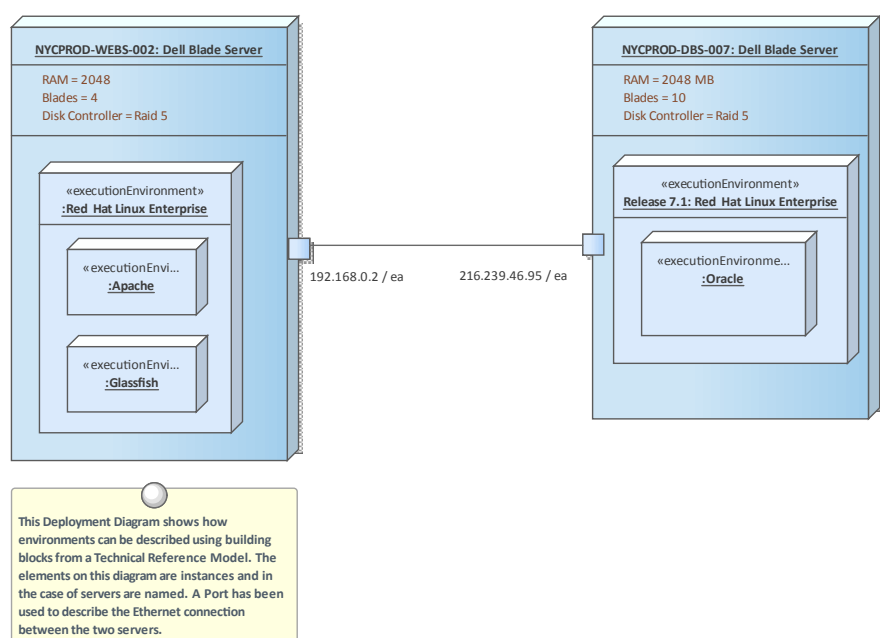 NYCPROD-WEBS-002: Dell Blade Server
RAM = 2048
Blades = 4
Disk Controller = Raid 5
«executionEnvironment»
:Red Hat Linux Enterprise
«executionEnvi...
:Apache
«executionEnvi...
:Glassfish
192.168.0.2 / ea
216.239.46.95 / ea
NYCPROD-DBS-007: Dell Blade Server
RAM = 2048 MB
Blades = 10
Disk Controller = Raid 5
«executionEnvironment»
Release 7.1: Red Hat Linux Enterprise
«executionEnvironme...
:Oracle
This Deployment Diagram shows how
environments can be described using building
blocks from a Technical Reference Model. The
elements on this diagram are instances and in
the case of servers are named. A Port has been
used to describe the Ethernet connection
between the two servers.